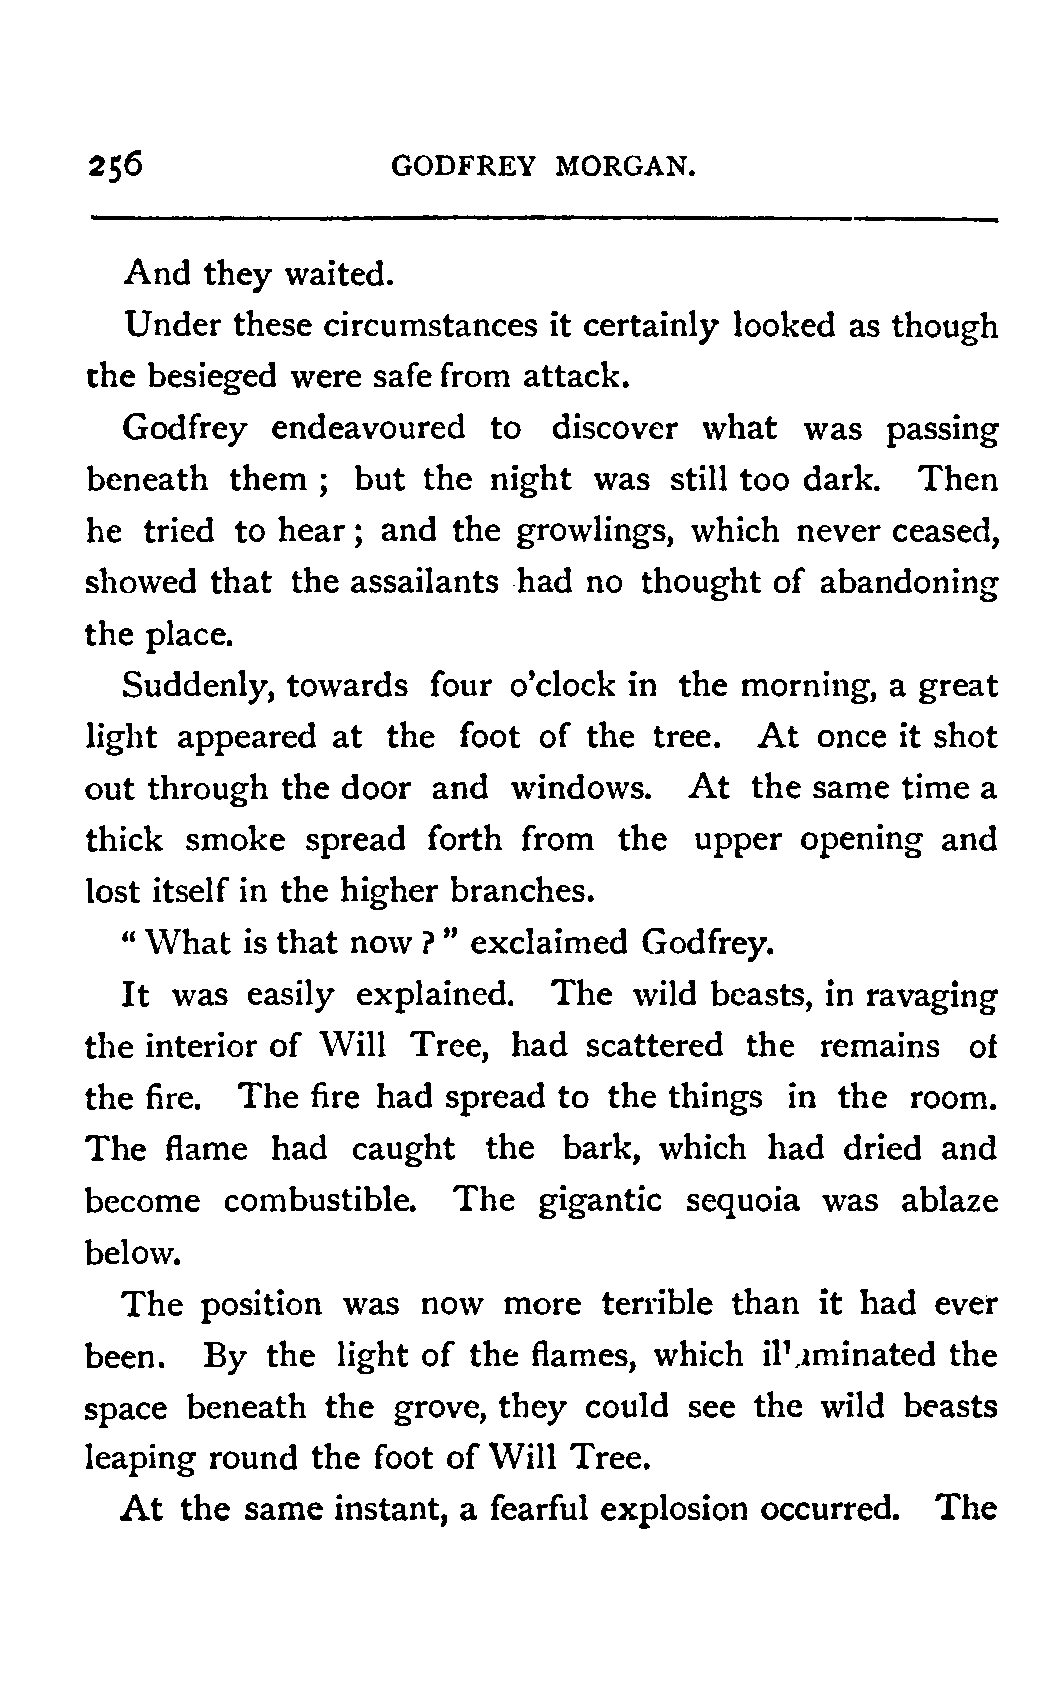 256 GODFREY MORGAN.
And they waited.
Under these circumstances it certainly looked as though
the besieged were safe from attack.
Godfrey endeavoured to discover what was passing
beneath them ; but the night was still too dark. Then
he tried to hear ; and the growlings, which never ceased,
showed that the assailants had no thought of abandoning
the place.
Suddenly, towards four o'clock in the morning, a great
light appeared at the foot of the tree. At once it shot
out through the door and windows. At the same time a
thick smoke spread forth from the upper opening and
lost itself in the higher branches.
“ What is that now ? ” exclaimed Godfrey.
It was easily explained. The wild beasts, in ravaging
the interior of Will Tree, had scattered the remains of
the fire. The fire had spread to the things in the room.
The flame had caught the bark, which had dried and
become combustible. The gigantic sequoia was ablaze
below.
The position was now more terrible than it had ever
been. By the light of the flames, which illuminated the
space beneath the grove, they could see the wild beasts
leaping round the foot of Will Tree.
At the same instant, a fearful explosion occurred. The